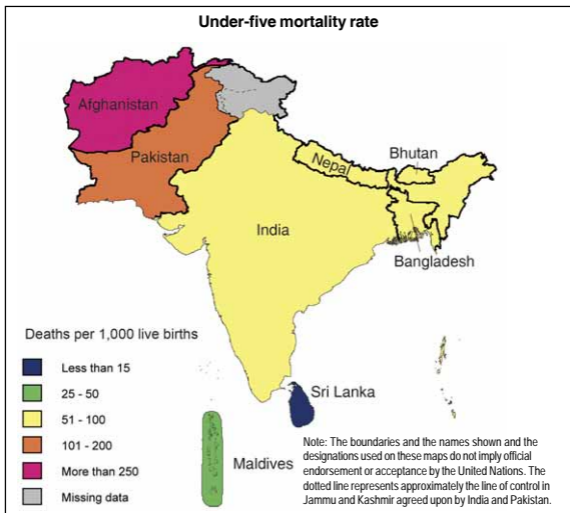 Under-five mortality rate
Afghanistan
Pakistan
Nepal
Bhutan
India
Bangladesh
Deaths per 1,000 live births
Less than 15
25 - 50
51 - 100
101 - 200
More than 250
Missing data
Sri Lanka
Maldives
Note: The boundaries and the names shown and the
designations used on these maps do not imply official
endorsement or acceptance by the United Nations. The
dotted line represents approximately the line of control in
Jammu and Kashmir agreed upon by India and Pakistan.